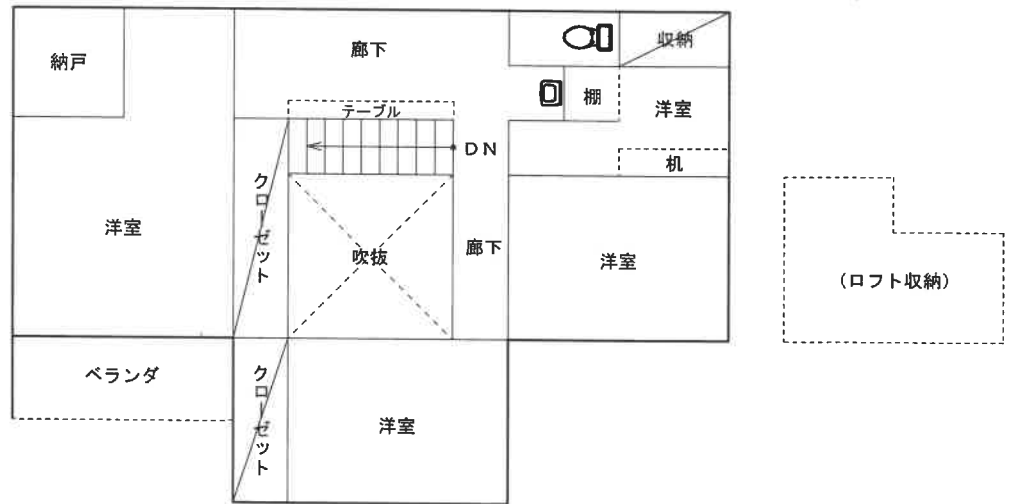 納戸
廊下
収納
棚
洋室
テーブル
DN
机
クローゼット
洋室
吹抜
廊下
洋室
(ロフト収納)
ベランダ
クローゼット
洋室